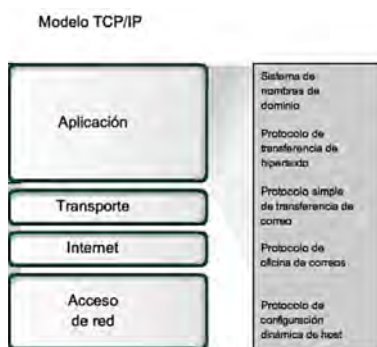 Modelo TCP/IP
Aplicación
Transporte
Internet
Acceso
de red
Sistema de
nombres de
dominio
Protocolo de
transferencia de
hipertexto
Protocolo simple
de transferencia de
correo
Protocolo de
oficina de correos
Protocolo de
configuración
dinámica de host